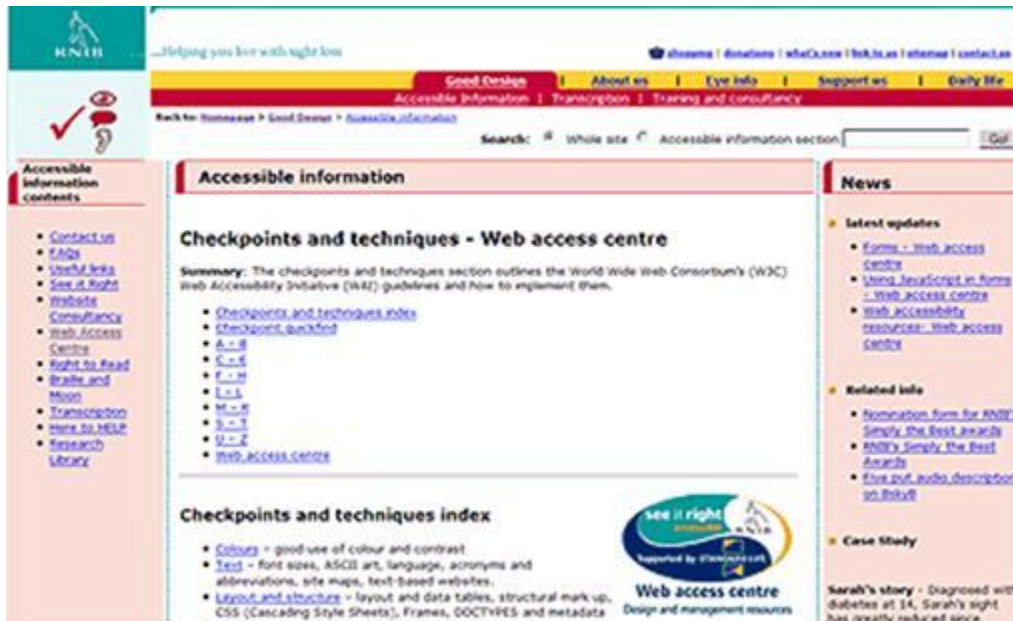 RNIB
...Helping you live with sight loss
shopping | donations | what's new | link to us | sitemap | contact us
Good Design | About us | Eye info | Support us | Daily life
Accessible Information | Transcription | Training and consultancy
Back to: Homepage > Good Design > Accessible information
Search: Whole site Accessible information section Go!
Accessible
information
contents
Contact us
FAQs
Useful links
See it Right
Website
Consultancy
Web Access
Centre
Right to Read
Braille and
Moon
Transcription
Here to HELP
Research
Library
Accessible information
Checkpoints and techniques - Web access centre
Summary: The checkpoints and techniques section outlines the World Wide Web Consortium's (W3C)
Web Accessibility Initiative (WAI) guidelines and how to implement them.
Checkpoints and techniques index
Checkpoint quickfind
A - B
C - E
F - H
I - L
M - R
S - T
U - Z
Web access centre
Checkpoints and techniques index
Colours - good use of colour and contrast
Text - font sizes, ASCII art, language, acronyms and
abbreviations, site maps, text-based websites.
Layout and structure - layout and data tables, structural mark up,
CSS (Cascading Style Sheets), Frames, DOCTYPES and metadata
see it right
accessible
Supported by STANDARD LIFE
Web access centre
Design and management resources
News
latest updates
Forms - Web access
centre
Using JavaScript in forms
- Web access centre
Web accessibility
resources- Web access
centre
Related info
Nomination form for RNIB'
Simply the Best awards
RNIB's Simply the Best
Awards
Five put audio description
on BskyB
Case Study
Sarah's story - Diagnosed with
diabetes at 14, Sarah's sight
has greatly reduced since